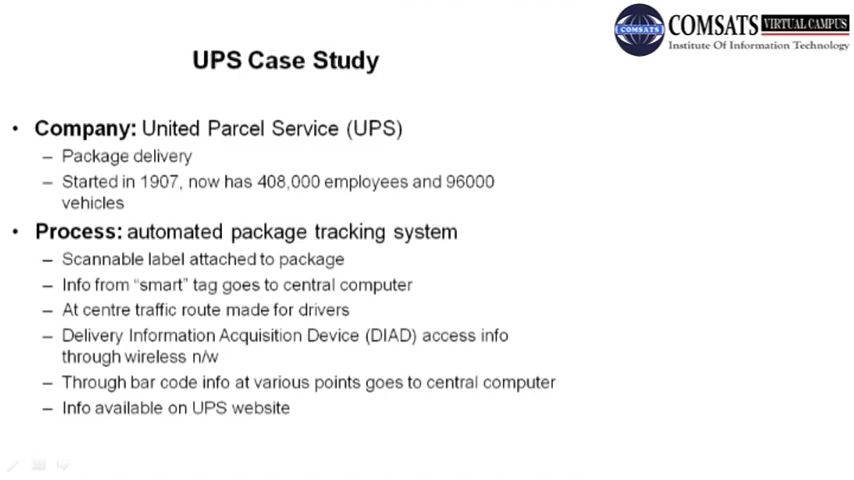 COMSATS
COMSATS VIRTUAL CAMPUS
Institute Of Information Technology
UPS Case Study
• Company: United Parcel Service (UPS)
– Package delivery
– Started in 1907, now has 408,000 employees and 96000
vehicles
• Process: automated package tracking system
– Scannable label attached to package
– Info from “smart” tag goes to central computer
– At centre traffic route made for drivers
– Delivery Information Acquisition Device (DIAD) access info
through wireless n/w
– Through bar code info at various points goes to central computer
– Info available on UPS website